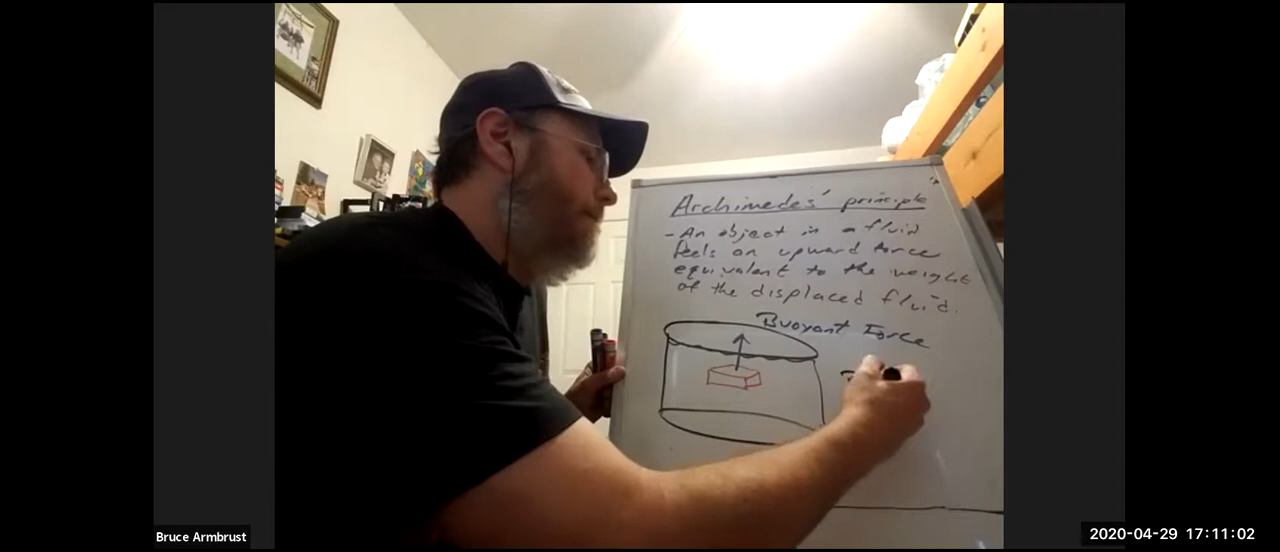 Archimedes' principle
- An object in a fluid
feels an upward force
equivalent to the weight
of the displaced fluid.
Buoyant Force
Bruce Armbrust
2020-04-29 17:11:02